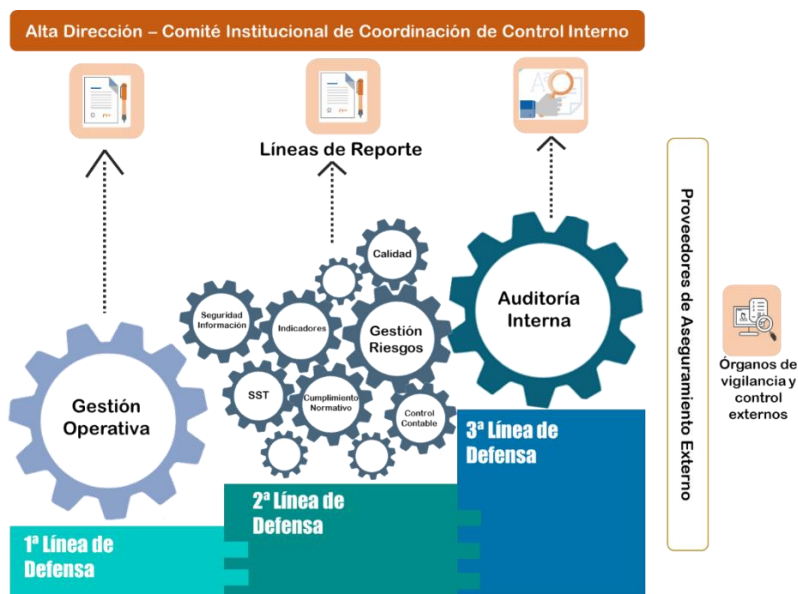 Alta Dirección – Comité Institucional de Coordinación de Control Interno
Líneas de Reporte
Calidad
Seguridad
Información
Indicadores
Gestión
Riesgos
Auditoría
Interna
SST
Cumplimiento
Normativo
Control
Contable
Gestión
Operativa
1ª Línea de
Defensa
2ª Línea de
Defensa
3ª Línea de
Defensa
Proveedores de Aseguramiento Externo
Órganos de
vigilancia y
control
externos